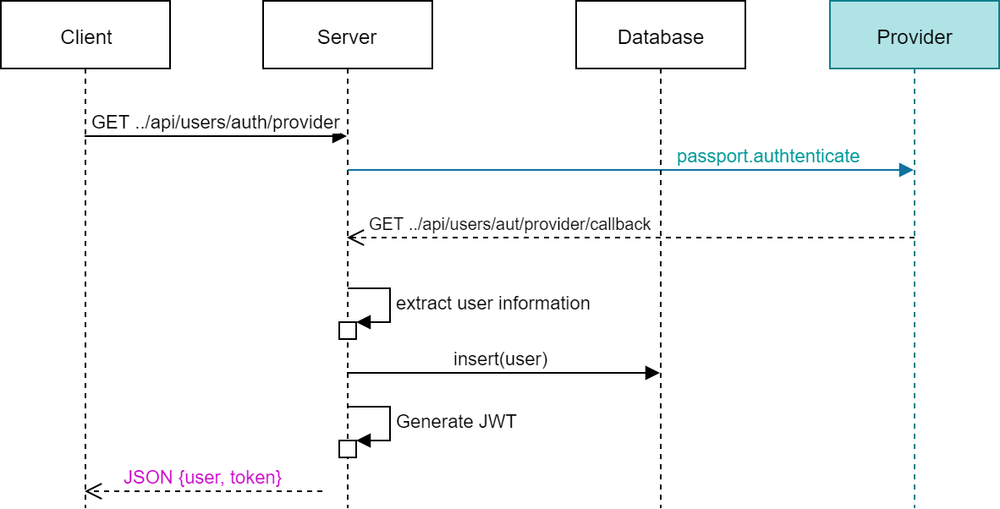 Client
Server
Database
Provider
GET ../api/users/auth/provider
passport.authtenticate
GET ../api/users/aut/provider/callback
extract user information
insert(user)
Generate JWT
JSON {user, token}